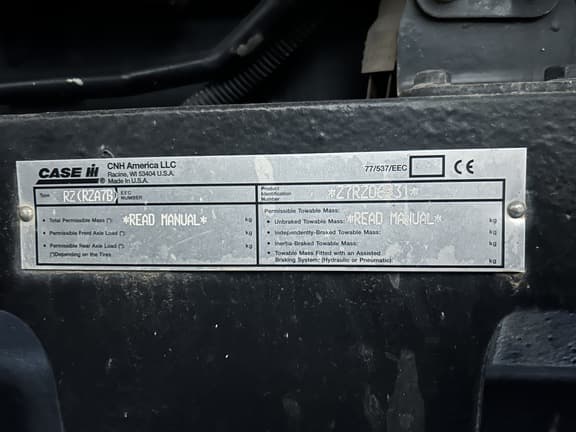 CASE IH
CNH America LLC
Racine, WI 53404 U.S.A.
® Made in U.S.A.
77/537/EEC CE
Type RZ(RZA7B) EEC NUMBER
Product Identification Number
Total Permissible Mass (*): *READ MANUAL* kg
Permissible Front Axle Load (*): kg
Permissible Rear Axle Load (*): kg
(*)Depending on the Tires.
Permissible Towable Mass:
Unbraked Towable Mass: *READ MANUAL* kg
Independently-Braked Towable Mass: kg
Inertia-Braked Towable Mass: kg
Towable Mass Fitted with an Assisted
Braking System: (Hydraulic or Pneumatic) kg